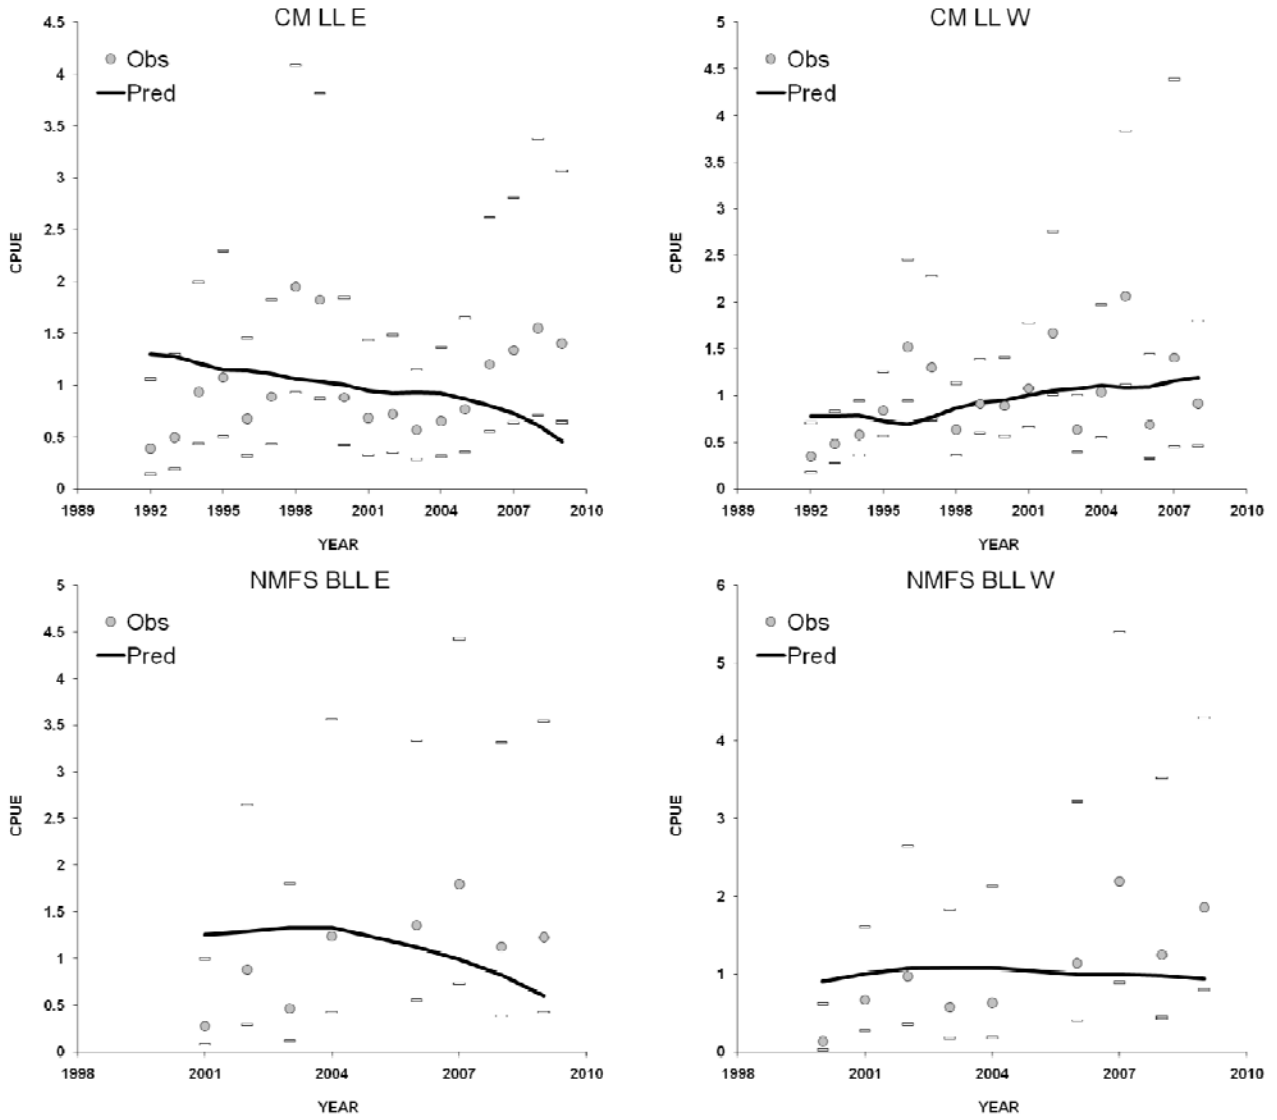 CM LL E
4.5
4
3.5
3
2.5
2
1.5
1
0.5
0
CPUE
Obs
Pred
1989 1992 1995 1998 2001 2004 2007 2010
YEAR
CM LL W
5
4.5
4
3.5
3
2.5
2
1.5
1
0.5
0
CPUE
Obs
Pred
1989 1992 1995 1998 2001 2004 2007 2010
YEAR
NMFS BLL E
5
4.5
4
3.5
3
2.5
2
1.5
1
0.5
0
CPUE
Obs
Pred
1998 2001 2004 2007 2010
YEAR
NMFS BLL W
6
5
4
3
2
1
0
CPUE
Obs
Pred
1998 2001 2004 2007 2010
YEAR